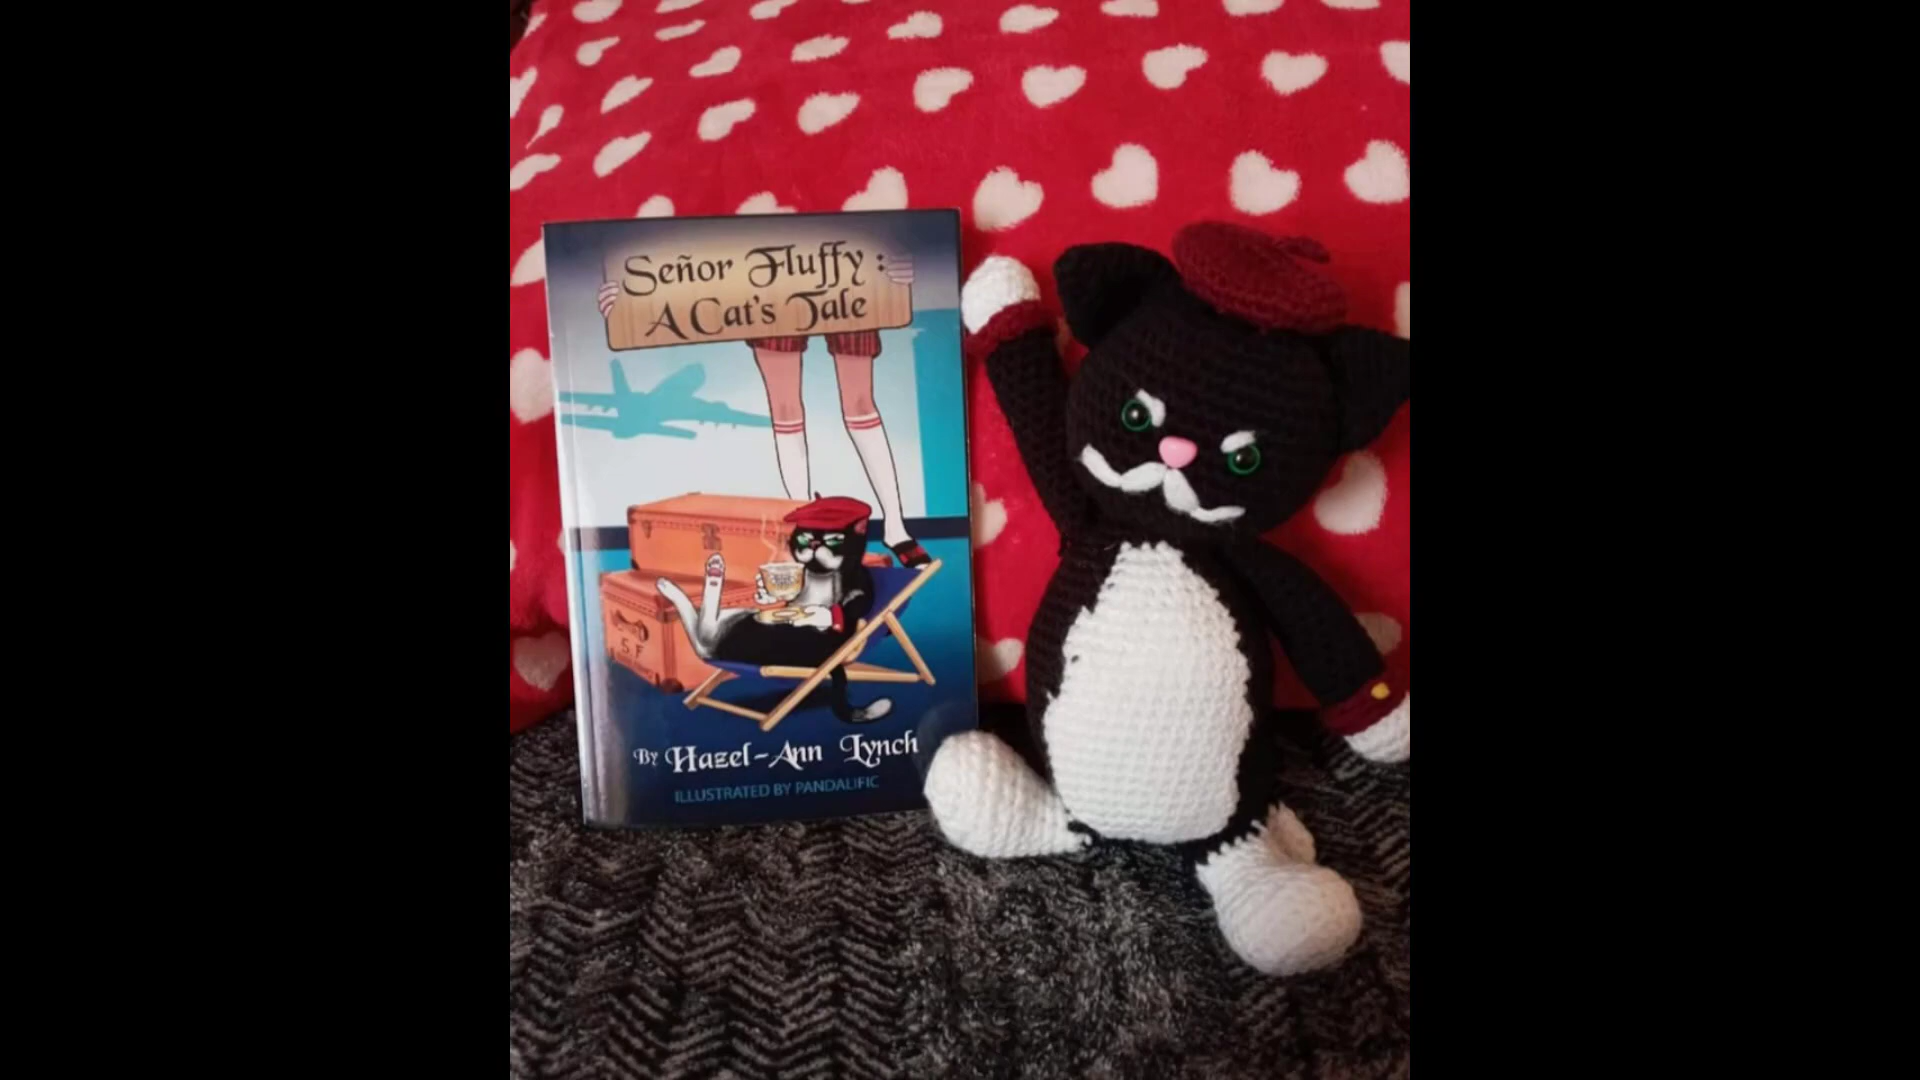 Señor Fluffy :
A Cat's Tale
S.F
By Hazel-Ann Lynch
ILLUSTRATED BY PANDALIFIC